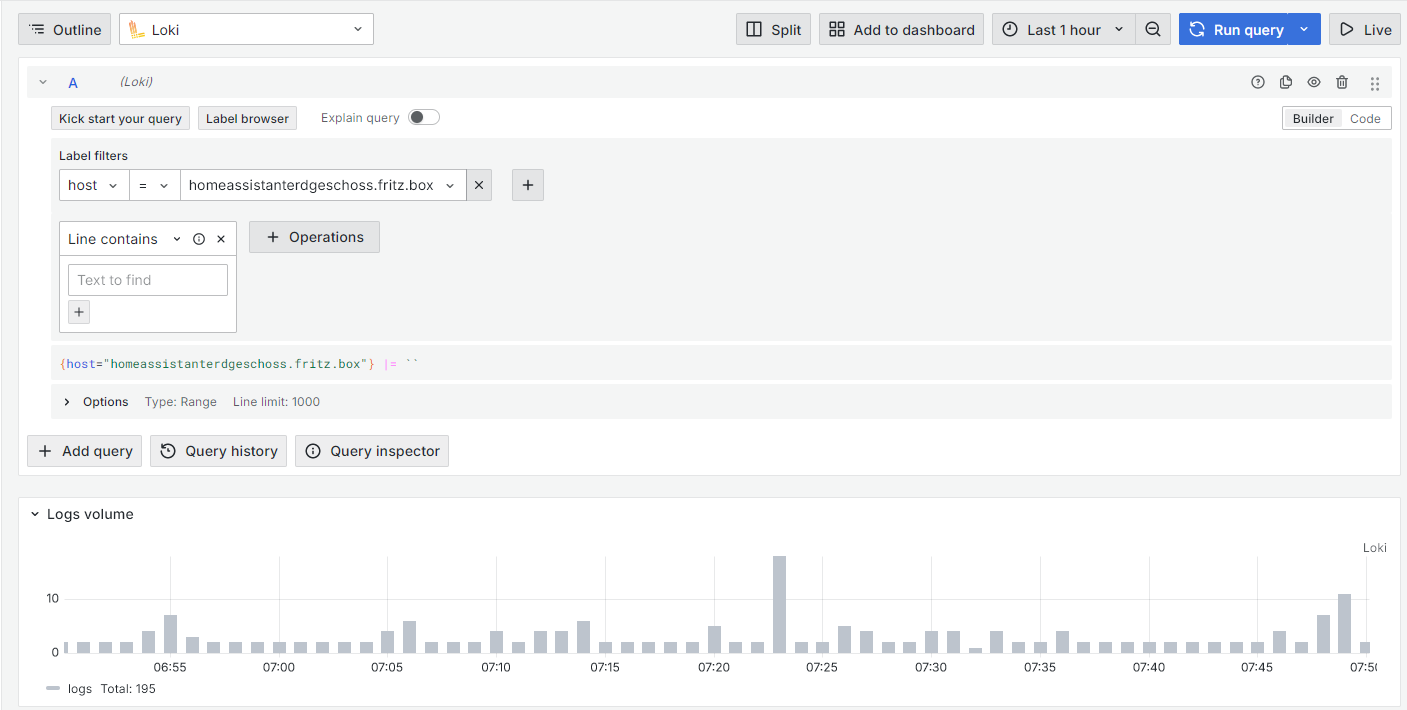 Outline Loki Split Add to dashboard Last 1 hour Run query Live
A (Loki)
Kick start your query Label browser Explain query Builder Code
Label filters
host = homeassistanterdgeschoss.fritz.box
Line contains Operations
Text to find
{host="homeassistanterdgeschoss.fritz.box"} |= ``
Options Type: Range Line limit: 1000
Add query Query history Query inspector
Logs volume
Loki
10
0
06:55 07:00 07:05 07:10 07:15 07:20 07:25 07:30 07:35 07:40 07:45 07:50
logs Total: 195